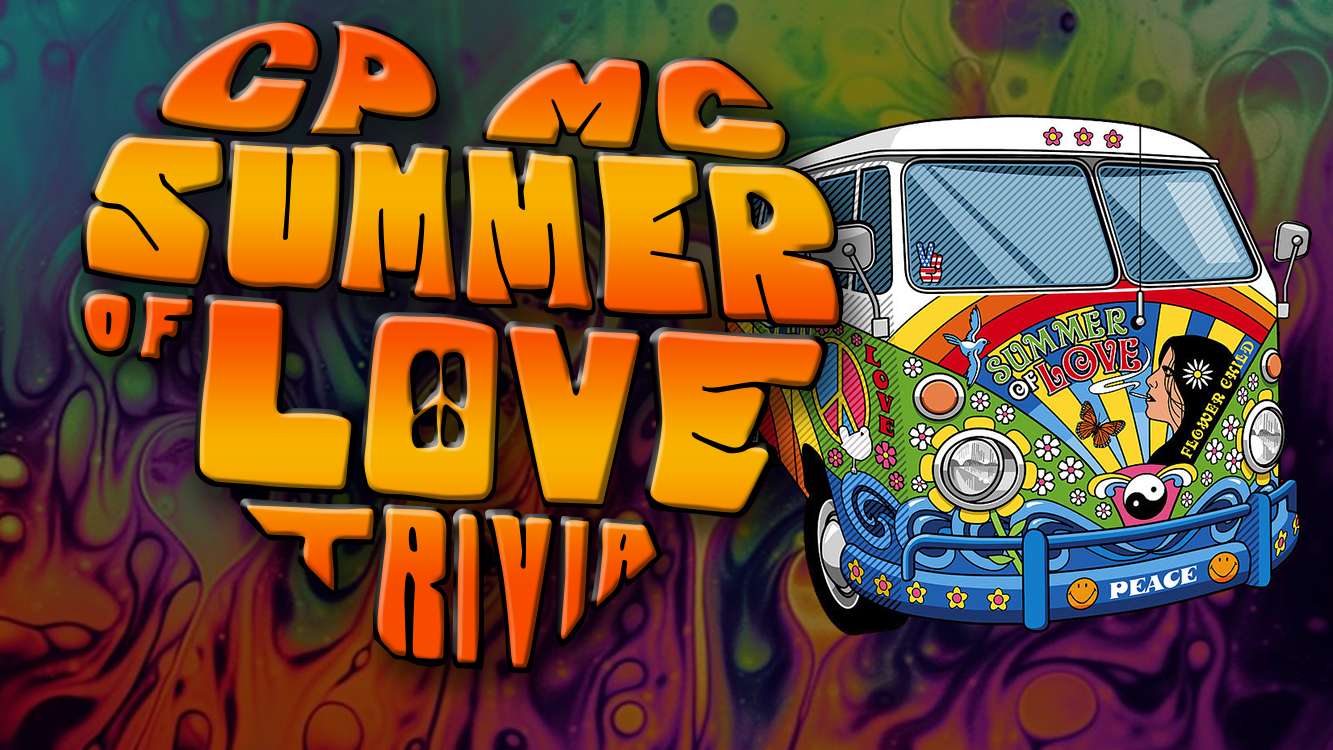 CP MC
SUMMER
OF LOVE
TRIVIA
SUMMER
OF LOVE
LOVE
FLOWER CHILD
PEACE